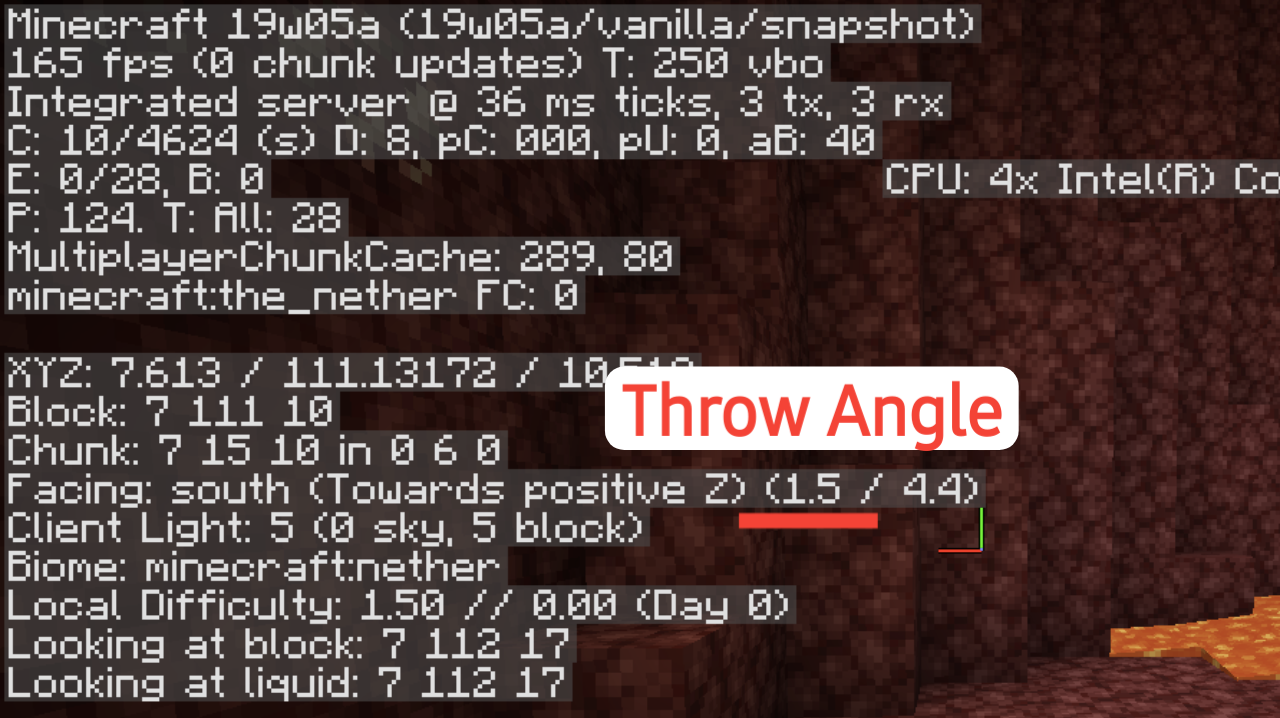 Minecraft 19w05a (19w05a/vanilla/snapshot)
165 fps (0 chunk updates) T: 250 vbo
Integrated server @ 36 ms ticks, 3 tx, 3 rx
C: 10/4624 (s) D: 8, pC: 000, pU: 0, aB: 40
E: 0/28, B: 0
CPU: 4x Intel(R) Co
P: 124. T: All: 28
MultiplayerChunkCache: 289, 80
minecraft:the_nether FC: 0
XYZ: 7.613 / 111.13172 / 10
Throw Angle
Block: 7 111 10
Chunk: 7 15 10 in 0 6 0
Facing: south (Towards positive Z) (1.5 / 4.4)
Client Light: 5 (0 sky, 5 block)
Biome: minecraft:nether
Local Difficulty: 1.50 // 0.00 (Day 0)
Looking at block: 7 112 17
Looking at liquid: 7 112 17